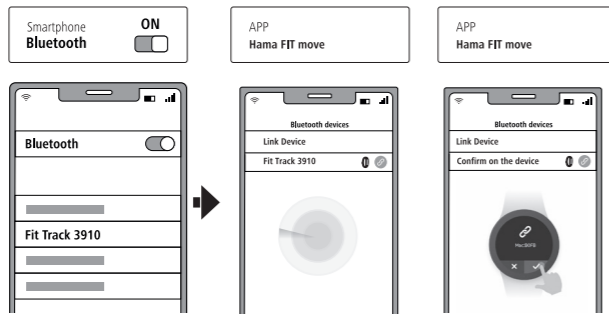 Smartphone
Bluetooth
ON
APP
Hama FIT move
APP
Hama FIT move
Bluetooth
Fit Track 3910
Bluetooth devices
Link Device
Fit Track 3910
Bluetooth devices
Link Device
Confirm on the device